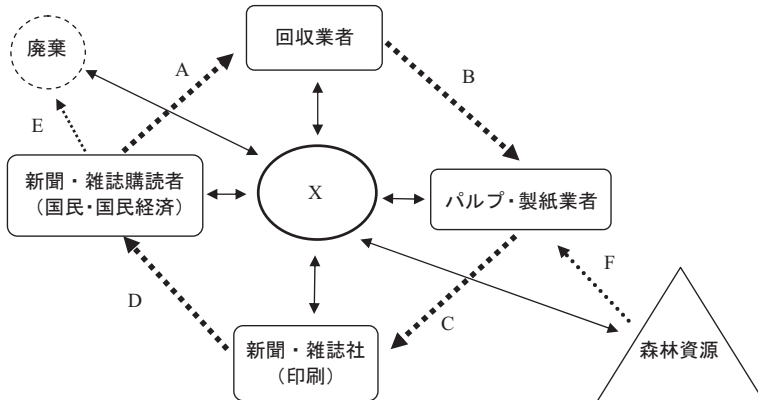 回収業者
廃棄
A
B
E
新聞・雑誌購読者
（国民・国民経済）
X
パルプ・製紙業者
F
D
C
新聞・雑誌社
（印刷）
森林資源